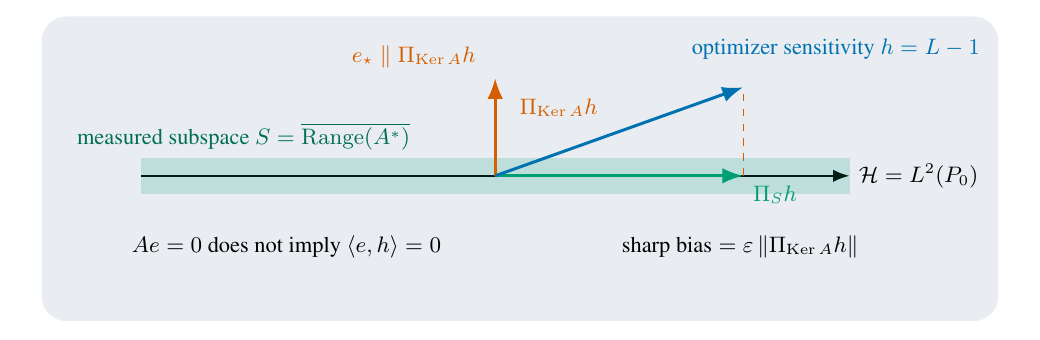 optimizer sensitivity h = L − 1
e⋆ ∥ Π_{Ker A} h
Π_{Ker A} h
measured subspace S = \overline{Range(A*)}
ℋ = L²(P₀)
Π_S h
Ae = 0 does not imply ⟨e, h⟩ = 0
sharp bias = ε ‖Π_{Ker A} h‖